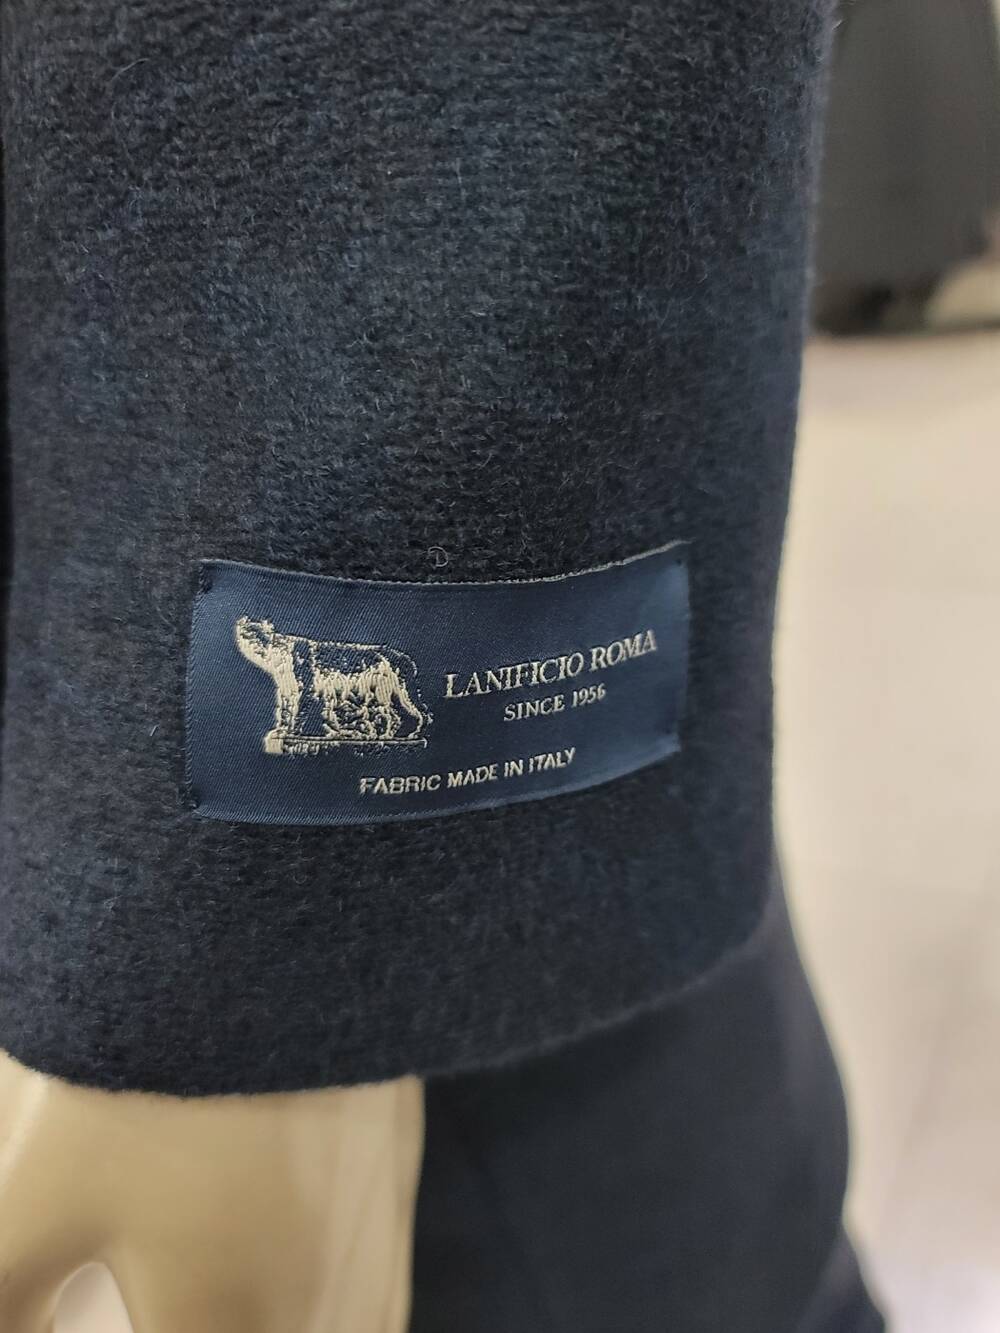 LANIFICIO ROMA
SINCE 1956
FABRIC MADE IN ITALY